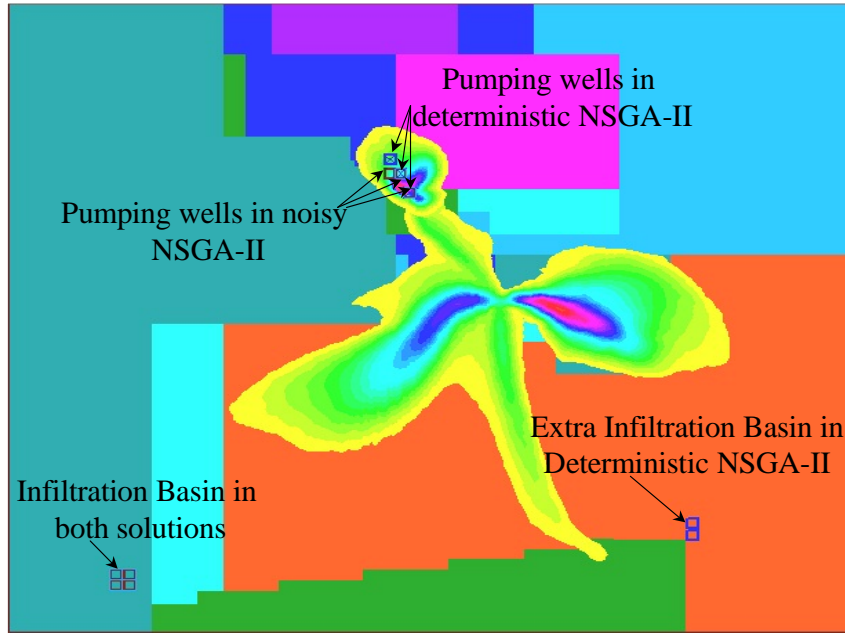 Pumping wells in
deterministic NSGA-II
Pumping wells in noisy
NSGA-II
Extra Infiltration Basin in
Deterministic NSGA-II
Infiltration Basin in
both solutions